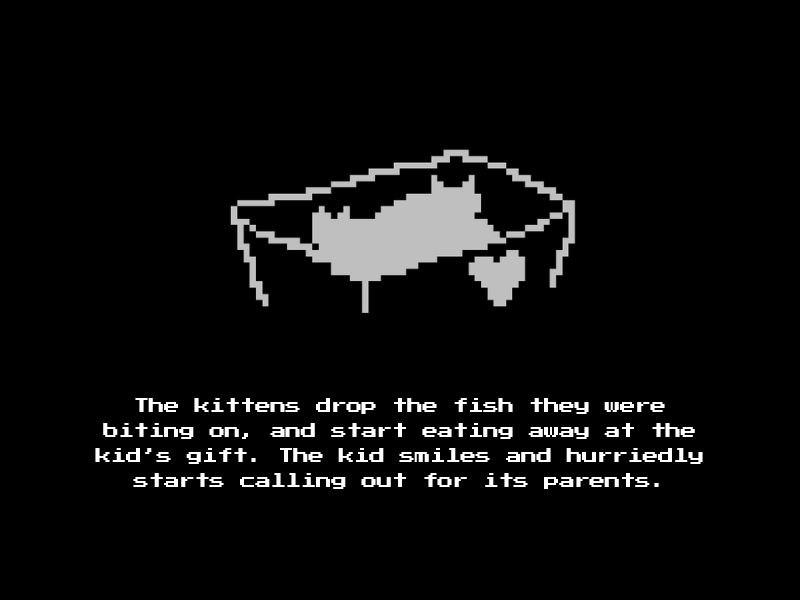 The kittens drop the fish they were
biting on, and start eating away at the
kid's gift. The kid smiles and hurriedly
starts calling out for its parents.